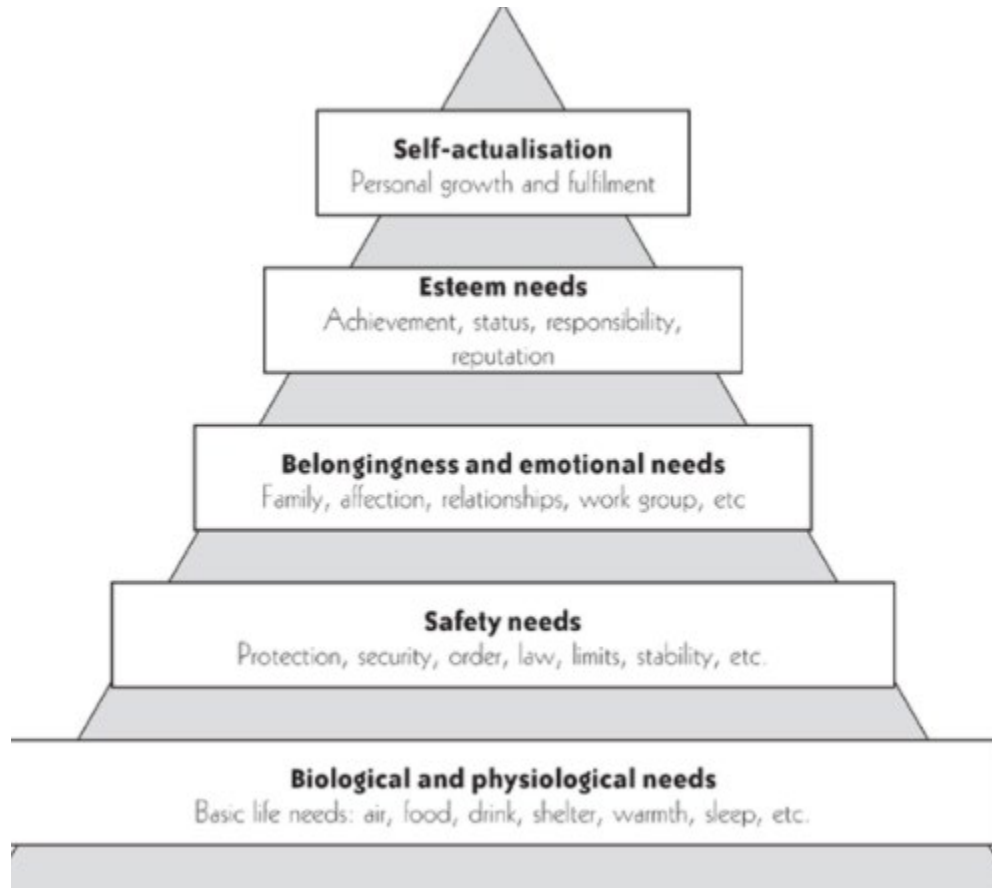 Self-actualisation
Personal growth and fulfilment
Esteem needs
Achievement, status, responsibility,
reputation
Belongingness and emotional needs
Family, affection, relationships, work group, etc
Safety needs
Protection, security, order, law, limits, stability, etc.
Biological and physiological needs
Basic life needs: air, food, drink, shelter, warmth, sleep, etc.